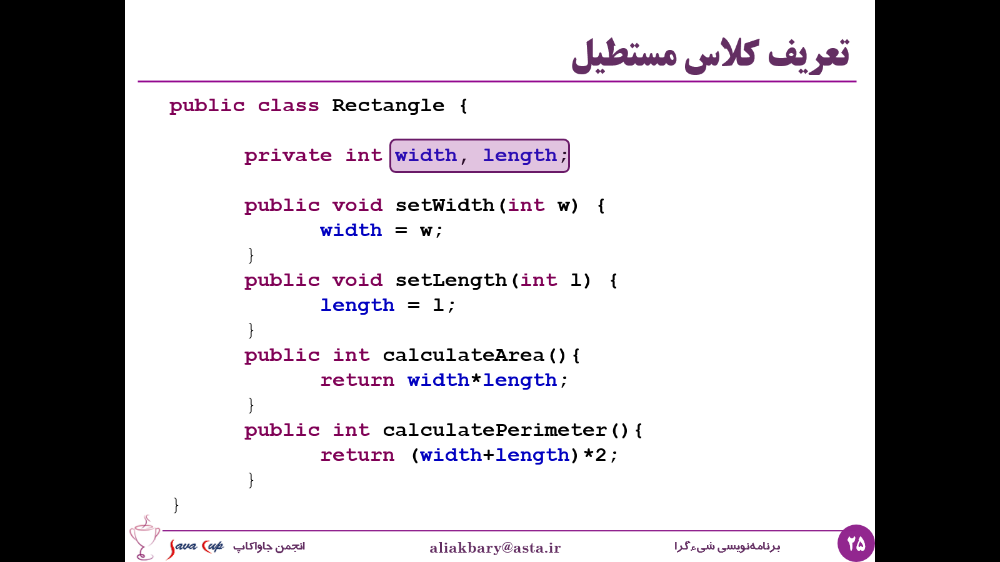 تعریف کلاس مستطیل
public class Rectangle {
private int width, length;
public void setWidth(int w) {
width = w;
}
public void setLength(int l) {
length = l;
}
public int calculateArea(){
return width*length;
}
public int calculatePerimeter(){
return (width+length)*2;
}
}
۲۵
برنامه‌نویسی شیءگرا
aliakbary@asta.ir
انجمن جاواکاپ
Java Cup